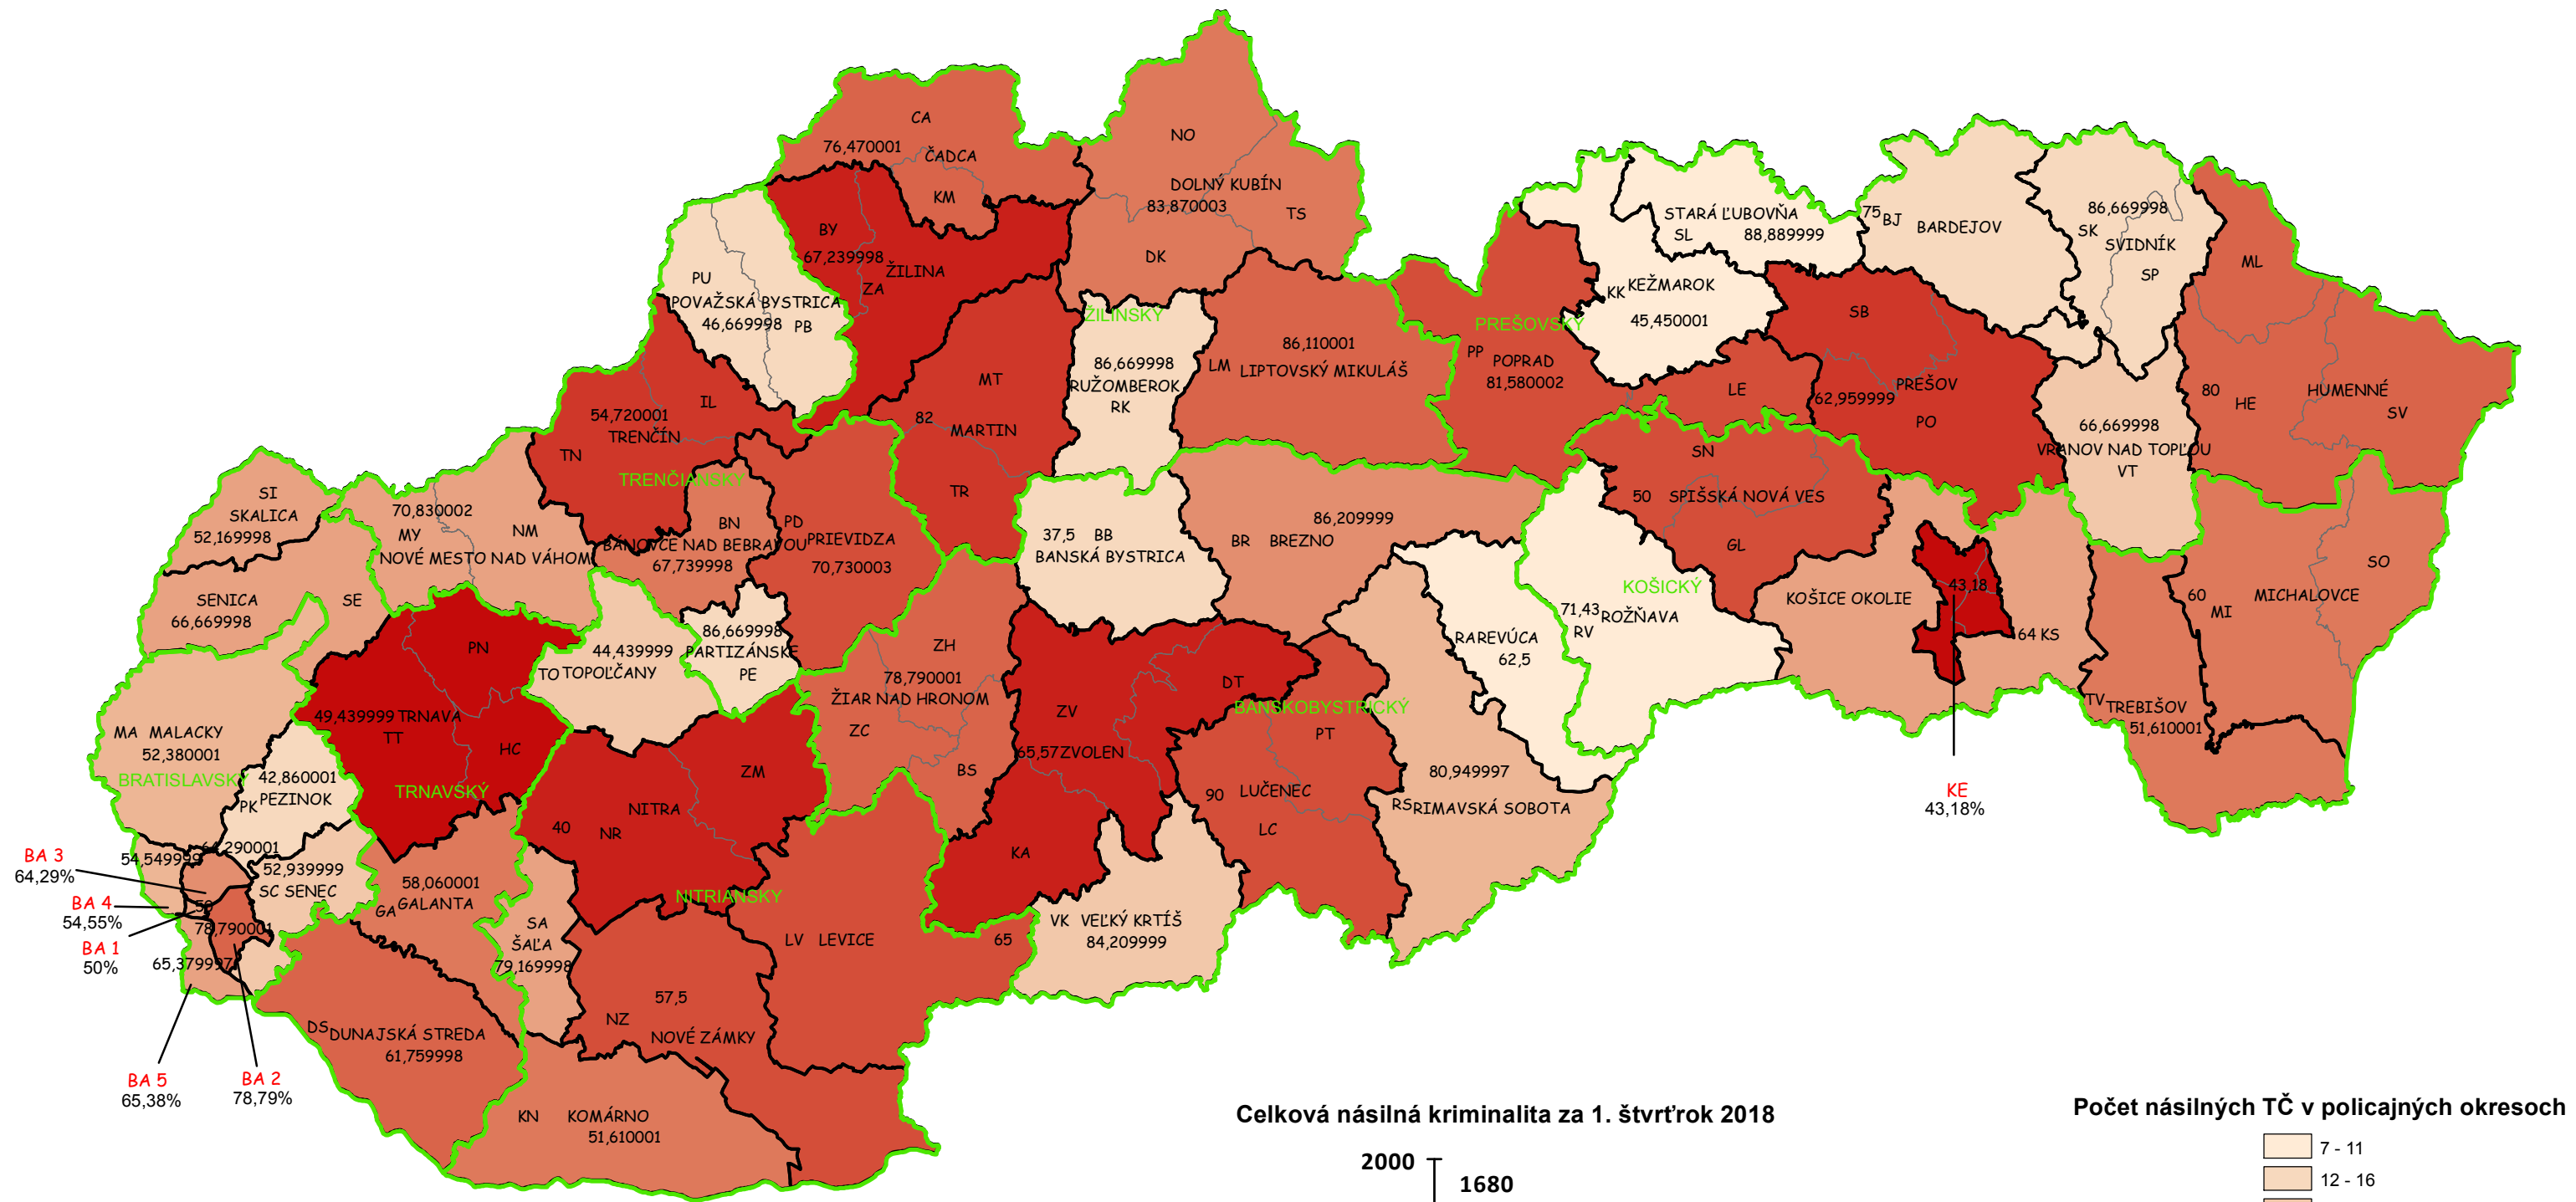 CA
76,470001
ČADCA
KM
NO
DOLNÝ KUBÍN
83,870003
TS
DK
BY
67,239998
ŽILINA
ZA
PU
POVAŽSKÁ BYSTRICA
46,669998 PB
ŽILINSKÝ
86,669998
RUŽOMBEROK
RK
86,110001
LM LIPTOVSKÝ MIKULÁŠ
MT
82
MARTIN
TR
PREŠOVSKÝ
PP POPRAD
81,580002
LE
STARÁ ĽUBOVŇA
SL 88,889999
KK KEŽMAROK
45,450001
75 BJ BARDEJOV
86,669998
SK
SVIDNÍK
SP
ML
SB
62,959999 PREŠOV
PO
80
HE
HUMENNÉ
SV
66,669998
VRANOV NAD TOPĽOU
VT
IL
54,720001
TRENČÍN
TN
TRENČIANSKY
SI
SKALICA
52,169998
70,830002
MY NM
NOVÉ MESTO NAD VÁHOM
SENICA SE
66,669998
BN
BÁNOVCE NAD BEBRAVOU
67,739998
PD
PRIEVIDZA
70,730003
37,5 BB
BANSKÁ BYSTRICA
86,209999
BR BREZNO
SN
50 SPIŠSKÁ NOVÁ VES
GL
KOŠICKÝ
71,43
RV ROŽŇAVA
RA REVÚCA
62,5
KOŠICE OKOLIE
43,18
64 KS
KE
43,18%
60
MI
MICHALOVCE
SO
TV TREBIŠOV
51,610001
PN
49,439999 TRNAVA
TT
HC
TRNAVSKÝ
44,439999
TO TOPOĽČANY
86,669998
PARTIZÁNSKE
PE
ZH
78,790001
ŽIAR NAD HRONOM
ZC
BS
DT
ZV
65,57 ZVOLEN
KA
BANSKOBYSTRICKÝ
PT
90 LUČENEC
LC
80,949997
RS RIMAVSKÁ SOBOTA
MA MALACKY
52,380001
BRATISLAVSKÝ
42,860001
PK PEZINOK
54,549999
64,290001
52,939999
SC SENEC
50
78,790001
65,379997
BA 3
64,29%
BA 4
54,55%
BA 1
50%
BA 5
65,38%
BA 2
78,79%
58,060001
GA GALANTA
ZM
NITRA
40 NR
NITRIANSKY
SA
ŠAĽA
79,169998
LV LEVICE
65
VK VEĽKÝ KRTÍŠ
84,209999
57,5
NZ
NOVÉ ZÁMKY
DS DUNAJSKÁ STREDA
61,759998
KN KOMÁRNO
51,610001
Celková násilná kriminalita za 1. štvrťrok 2018
2000
1680
Počet násilných TČ v policajných okresoch
7 - 11
12 - 16